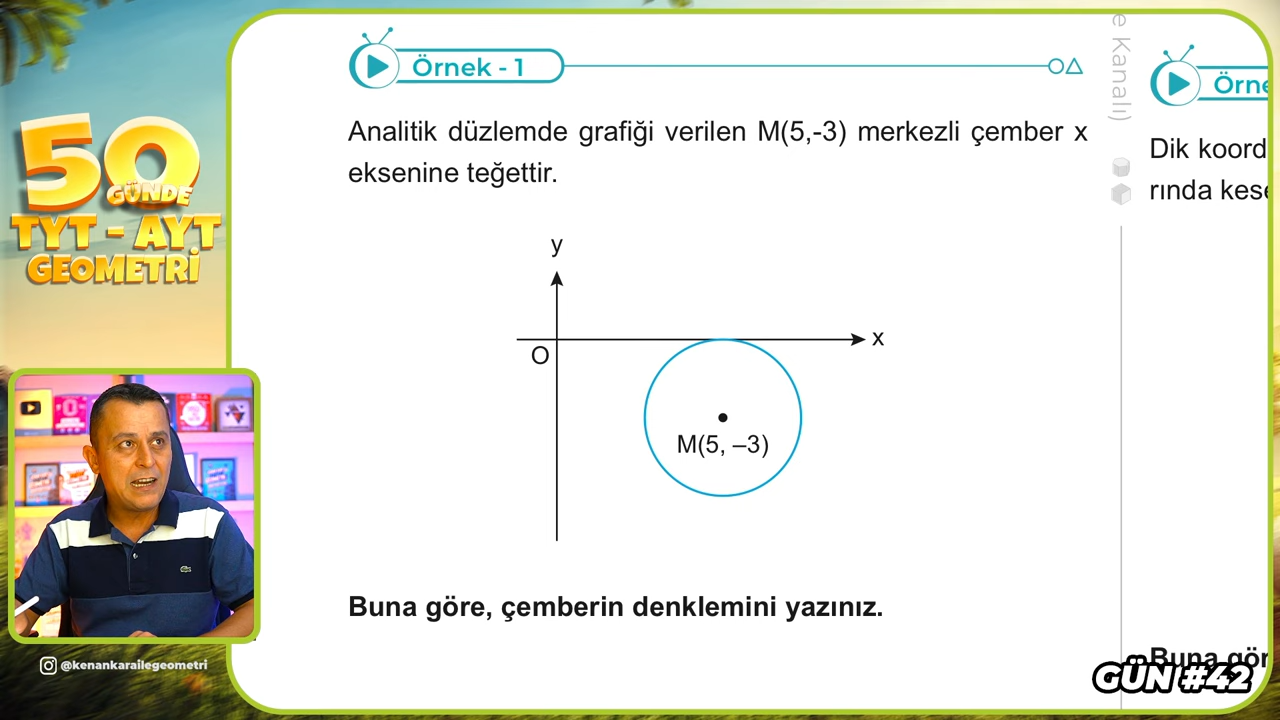 50
GÜNDE
TYT - AYT
GEOMETRİ
Örnek - 1
Analitik düzlemde grafiği verilen M(5,-3) merkezli çember x
eksenine teğettir.
y
x
O
M(5, –3)
Buna göre, çemberin denklemini yazınız.
e Kanalı)
Örne
Dik koord
rında kese
Buna gör
GÜN #42
@kenankarailegeometri